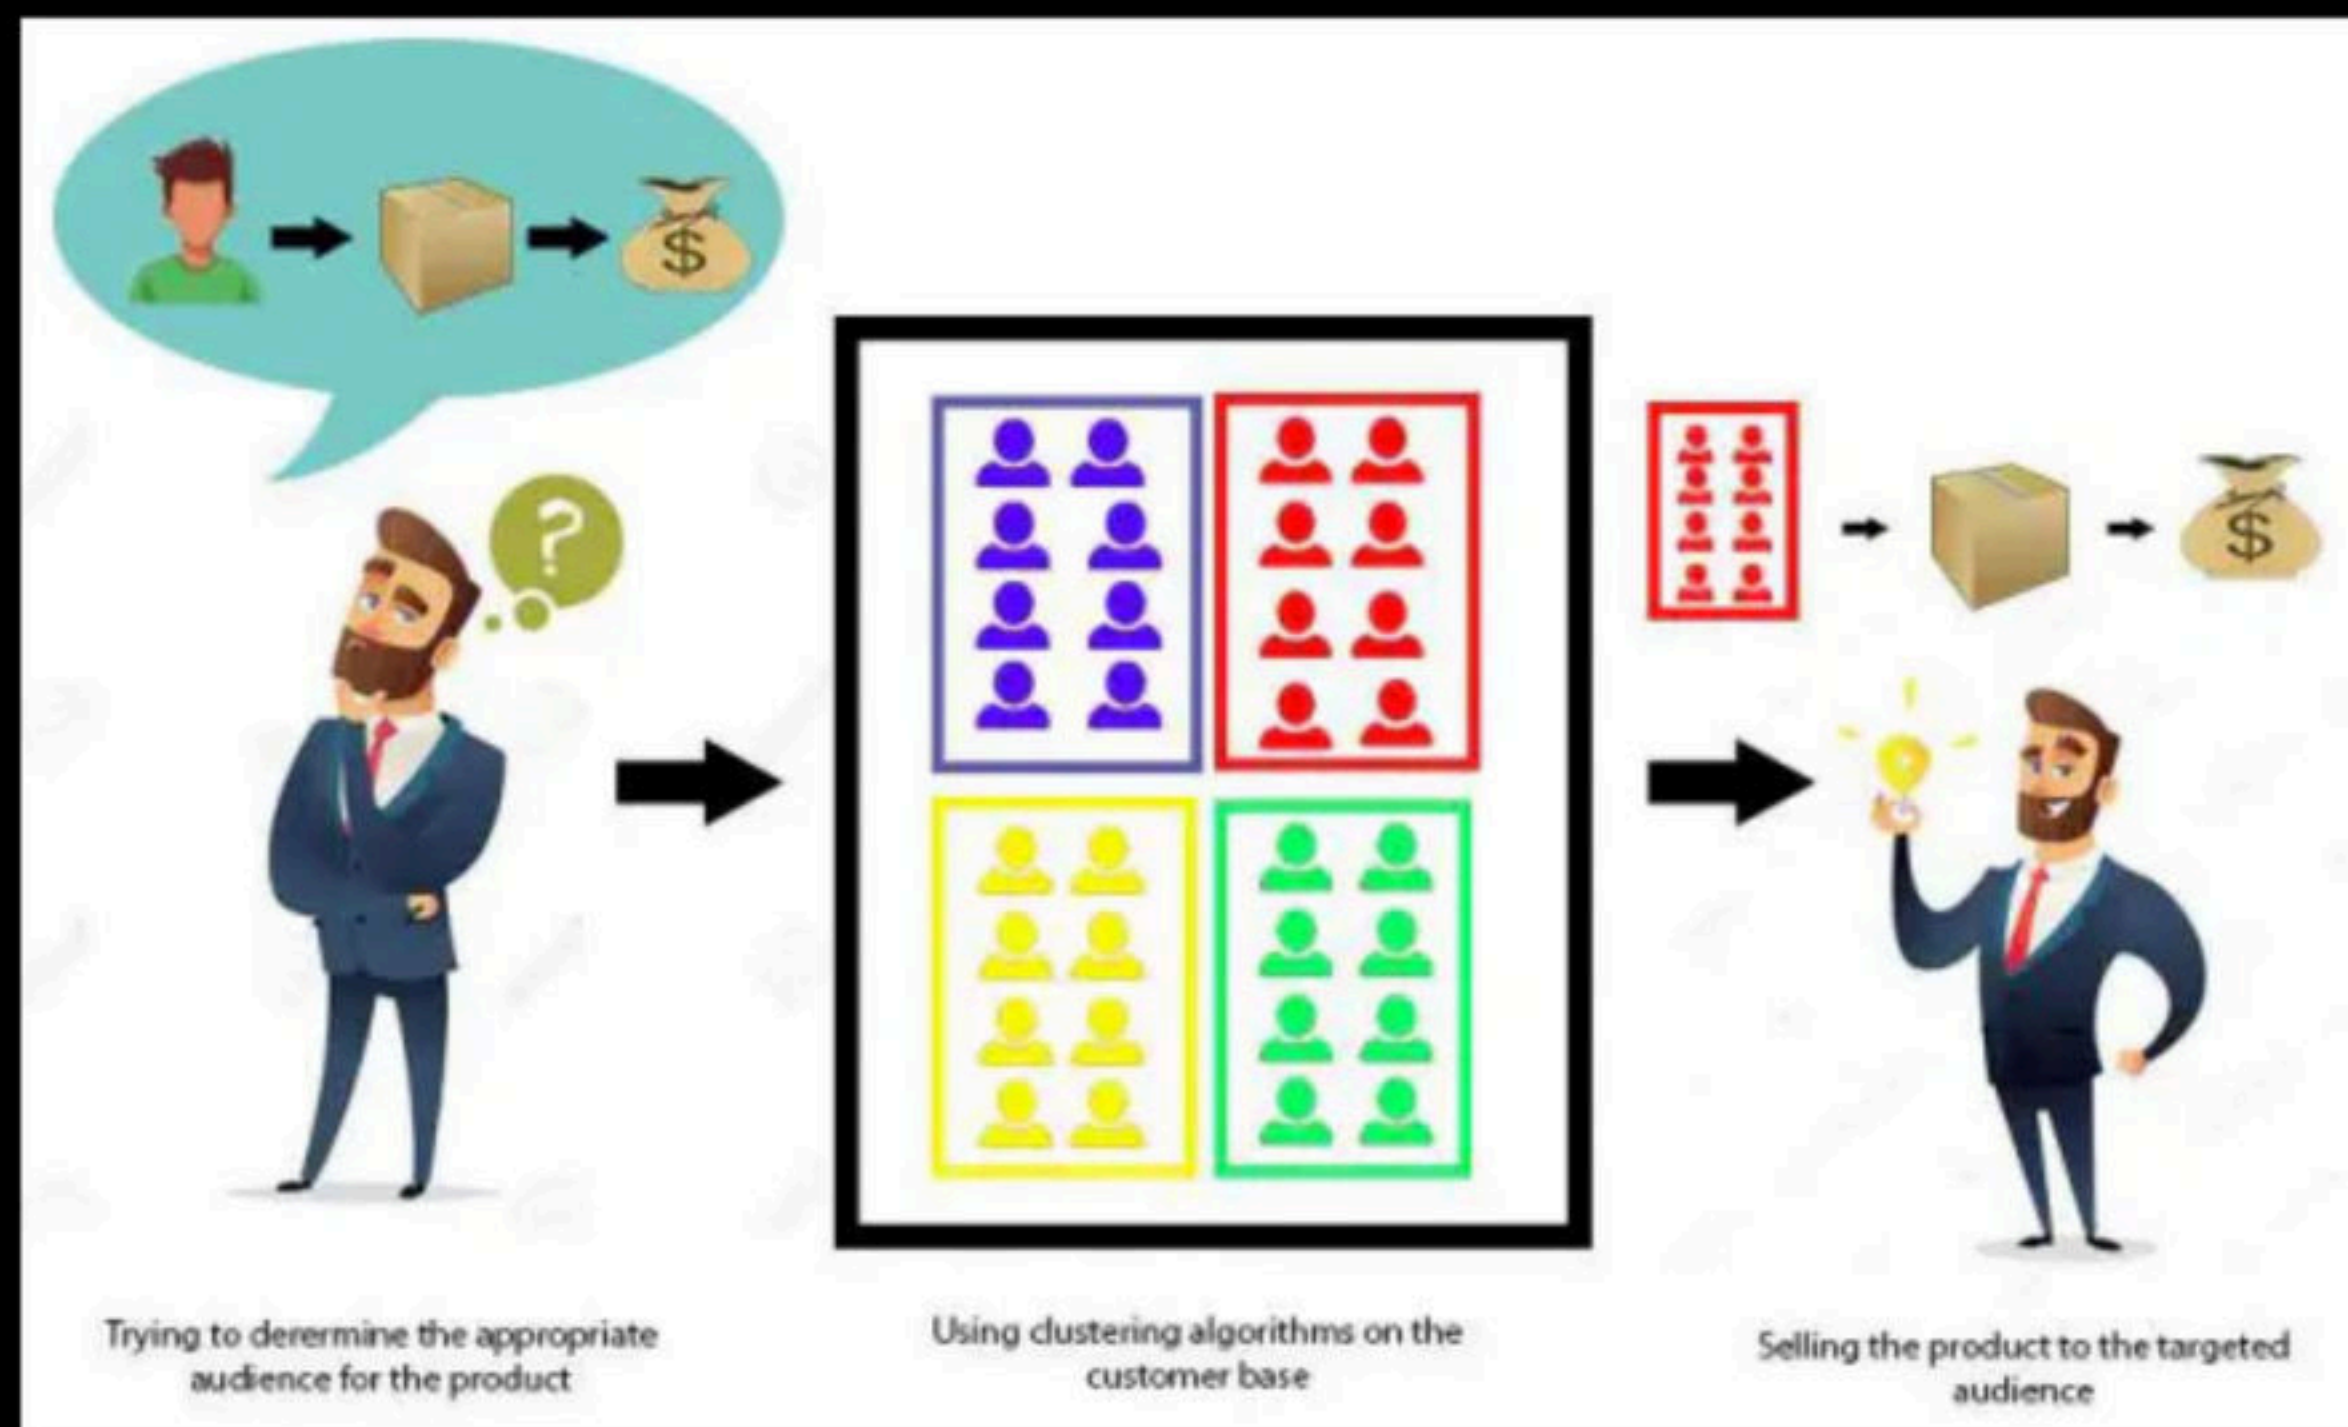 ?
$
$
Trying to derermine the appropriate
audience for the product
Using clustering algorithms on the
customer base
Selling the product to the targeted
audience